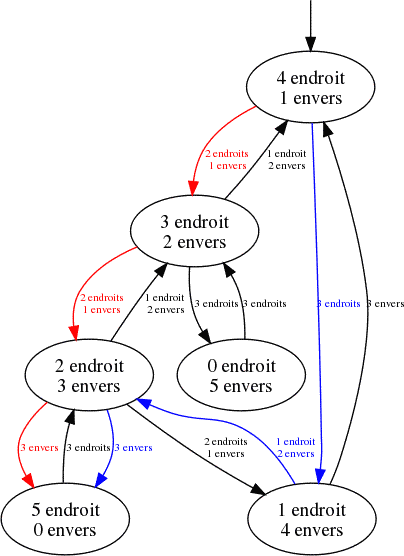 4 endroit
1 envers
2 endroits
1 envers
1 endroit
2 envers
3 endroit
2 envers
2 endroits
1 envers
1 endroit
2 envers
3 endroits
3 endroits
3 endroits
3 envers
2 endroit
3 envers
0 endroit
5 envers
3 envers
3 endroits
3 envers
2 endroits
1 envers
1 endroit
2 envers
5 endroit
0 envers
1 endroit
4 envers